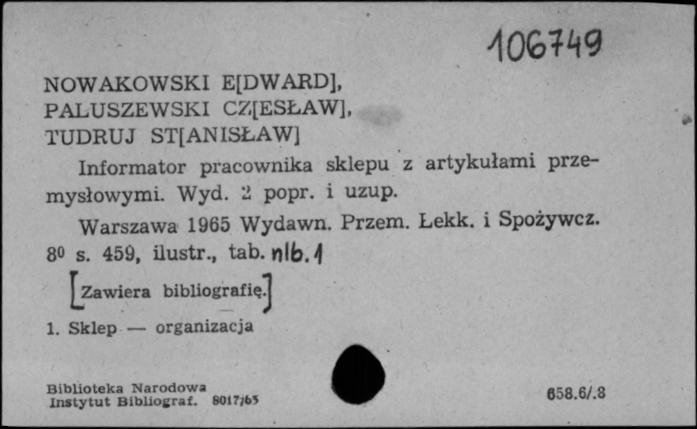 106749
NOWAKOWSKI E[DWARD],
PALUSZEWSKI CZ[ESŁAW],
TUDRUJ ST[ANISŁAW]
Informator pracownika sklepu z artykułami prze-
mysłowymi. Wyd. 2 popr. i uzup.
Warszawa 1965 Wydawn. Przem. Lekk. i Spożywcz.
8⁰ s. 459, ilustr., tab. nlb. 1
[Zawiera bibliografię.]
1. Sklep — organizacja
Biblioteka Narodowa
Instytut Bibliograf. 8017/65
658.6/.8